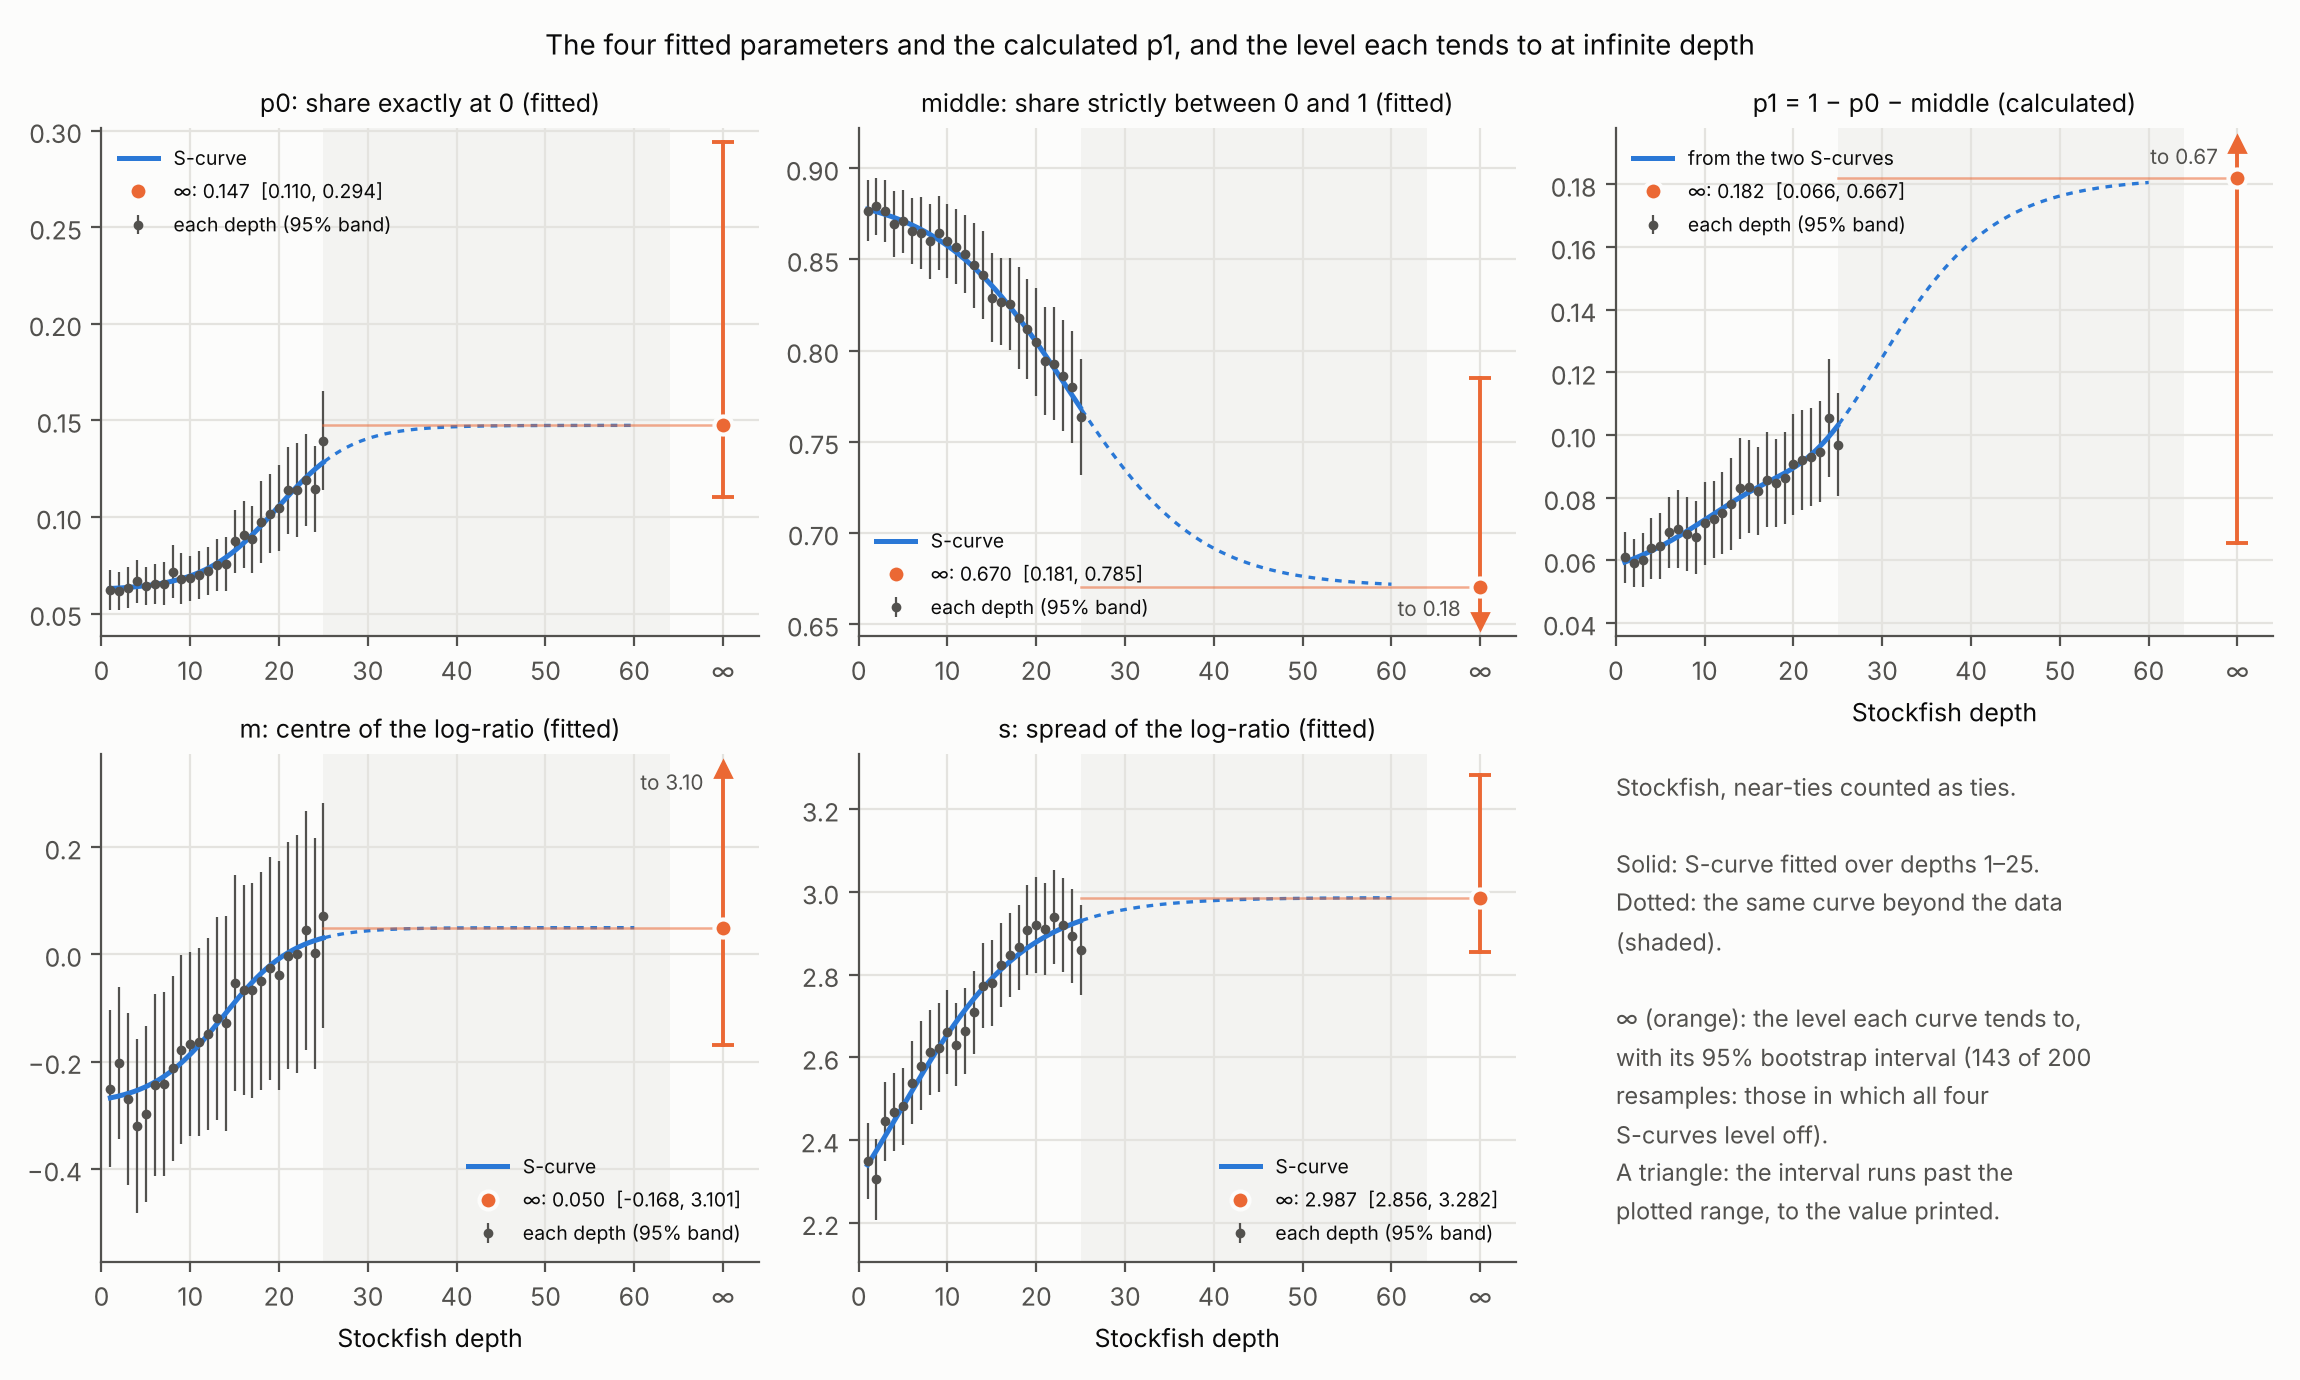 The four fitted parameters and the calculated p1, and the level each tends to at infinite depth
p0: share exactly at 0 (fitted)
0.30
0.25
0.20
0.15
0.10
0.05
S-curve
∞: 0.147 [0.110, 0.294]
each depth (95% band)
0 10 20 30 40 50 60 ∞
middle: share strictly between 0 and 1 (fitted)
0.90
0.85
0.80
0.75
0.70
0.65
S-curve
∞: 0.670 [0.181, 0.785]
each depth (95% band)
to 0.18
0 10 20 30 40 50 60 ∞
p1 = 1 − p0 − middle (calculated)
0.18
0.16
0.14
0.12
0.10
0.08
0.06
0.04
from the two S-curves
∞: 0.182 [0.066, 0.667]
each depth (95% band)
to 0.67
0 10 20 30 40 50 60 ∞
Stockfish depth
m: centre of the log-ratio (fitted)
0.2
0.0
−0.2
−0.4
to 3.10
S-curve
∞: 0.050 [-0.168, 3.101]
each depth (95% band)
0 10 20 30 40 50 60 ∞
Stockfish depth
s: spread of the log-ratio (fitted)
3.2
3.0
2.8
2.6
2.4
2.2
S-curve
∞: 2.987 [2.856, 3.282]
each depth (95% band)
0 10 20 30 40 50 60 ∞
Stockfish depth
Stockfish, near-ties counted as ties.
Solid: S-curve fitted over depths 1–25.
Dotted: the same curve beyond the data
(shaded).
∞ (orange): the level each curve tends to,
with its 95% bootstrap interval (143 of 200
resamples: those in which all four
S-curves level off).
A triangle: the interval runs past the
plotted range, to the value printed.